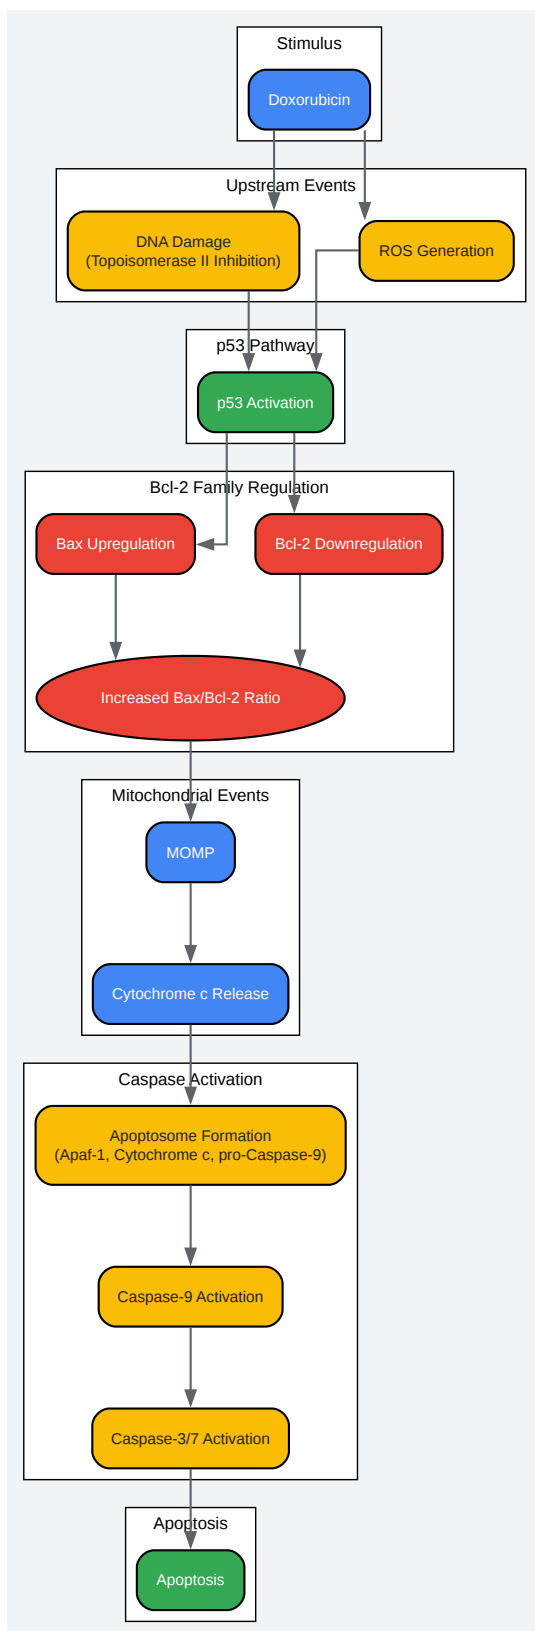 Stimulus
Doxorubicin
Upstream Events
DNA Damage
(Topoisomerase II Inhibition)
ROS Generation
p53 Pathway
p53 Activation
Bcl-2 Family Regulation
Bax Upregulation
Bcl-2 Downregulation
Increased Bax/Bcl-2 Ratio
Mitochondrial Events
MOMP
Cytochrome c Release
Caspase Activation
Apoptosome Formation
(Apaf-1, Cytochrome c, pro-Caspase-9)
Caspase-9 Activation
Caspase-3/7 Activation
Apoptosis
Apoptosis